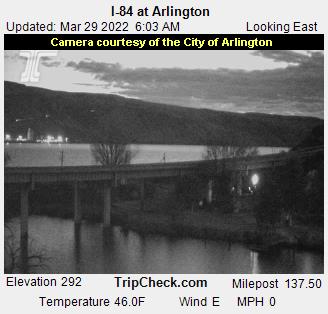 I-84 at Arlington
Updated: Mar 29 2022 6:03 AM Looking East
Camera courtesy of the City of Arlington
Elevation 292 TripCheck.com Milepost 137.50
Temperature 46.0F Wind E MPH 0